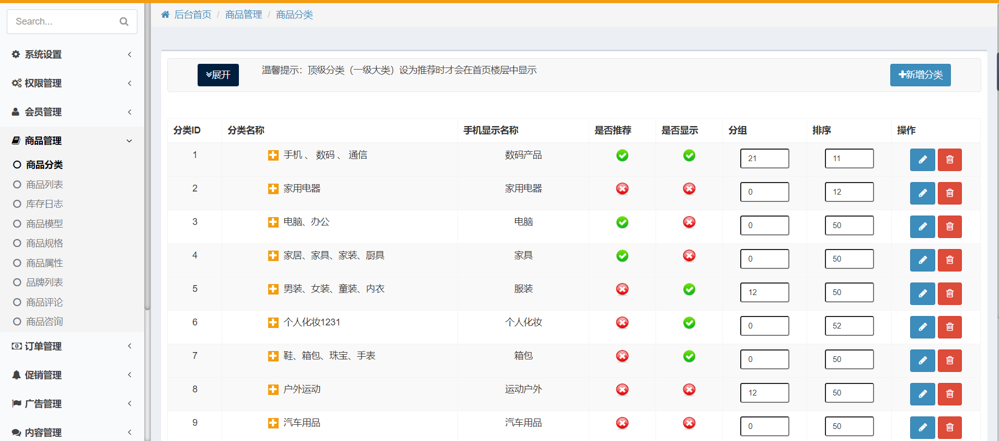 Search...
系统设置
权限管理
会员管理
商品管理
商品分类
商品列表
库存日志
商品模型
商品规格
商品属性
品牌列表
商品评论
商品咨询
订单管理
促销管理
广告管理
内容管理
后台首页 / 商品管理 / 商品分类
展开 温馨提示：顶级分类（一级大类）设为推荐时才会在首页楼层中显示 新增分类
分类ID 分类名称 手机显示名称 是否推荐 是否显示 分组 排序 操作
1 手机 、 数码 、 通信 数码产品 21 11
2 家用电器 家用电器 0 12
3 电脑、办公 电脑 0 50
4 家居、家具、家装、厨具 家具 0 50
5 男装、女装、童装、内衣 服装 12 50
6 个人化妆1231 个人化妆 0 52
7 鞋、箱包、珠宝、手表 箱包 0 50
8 户外运动 运动户外 12 50
9 汽车用品 汽车用品 0 50